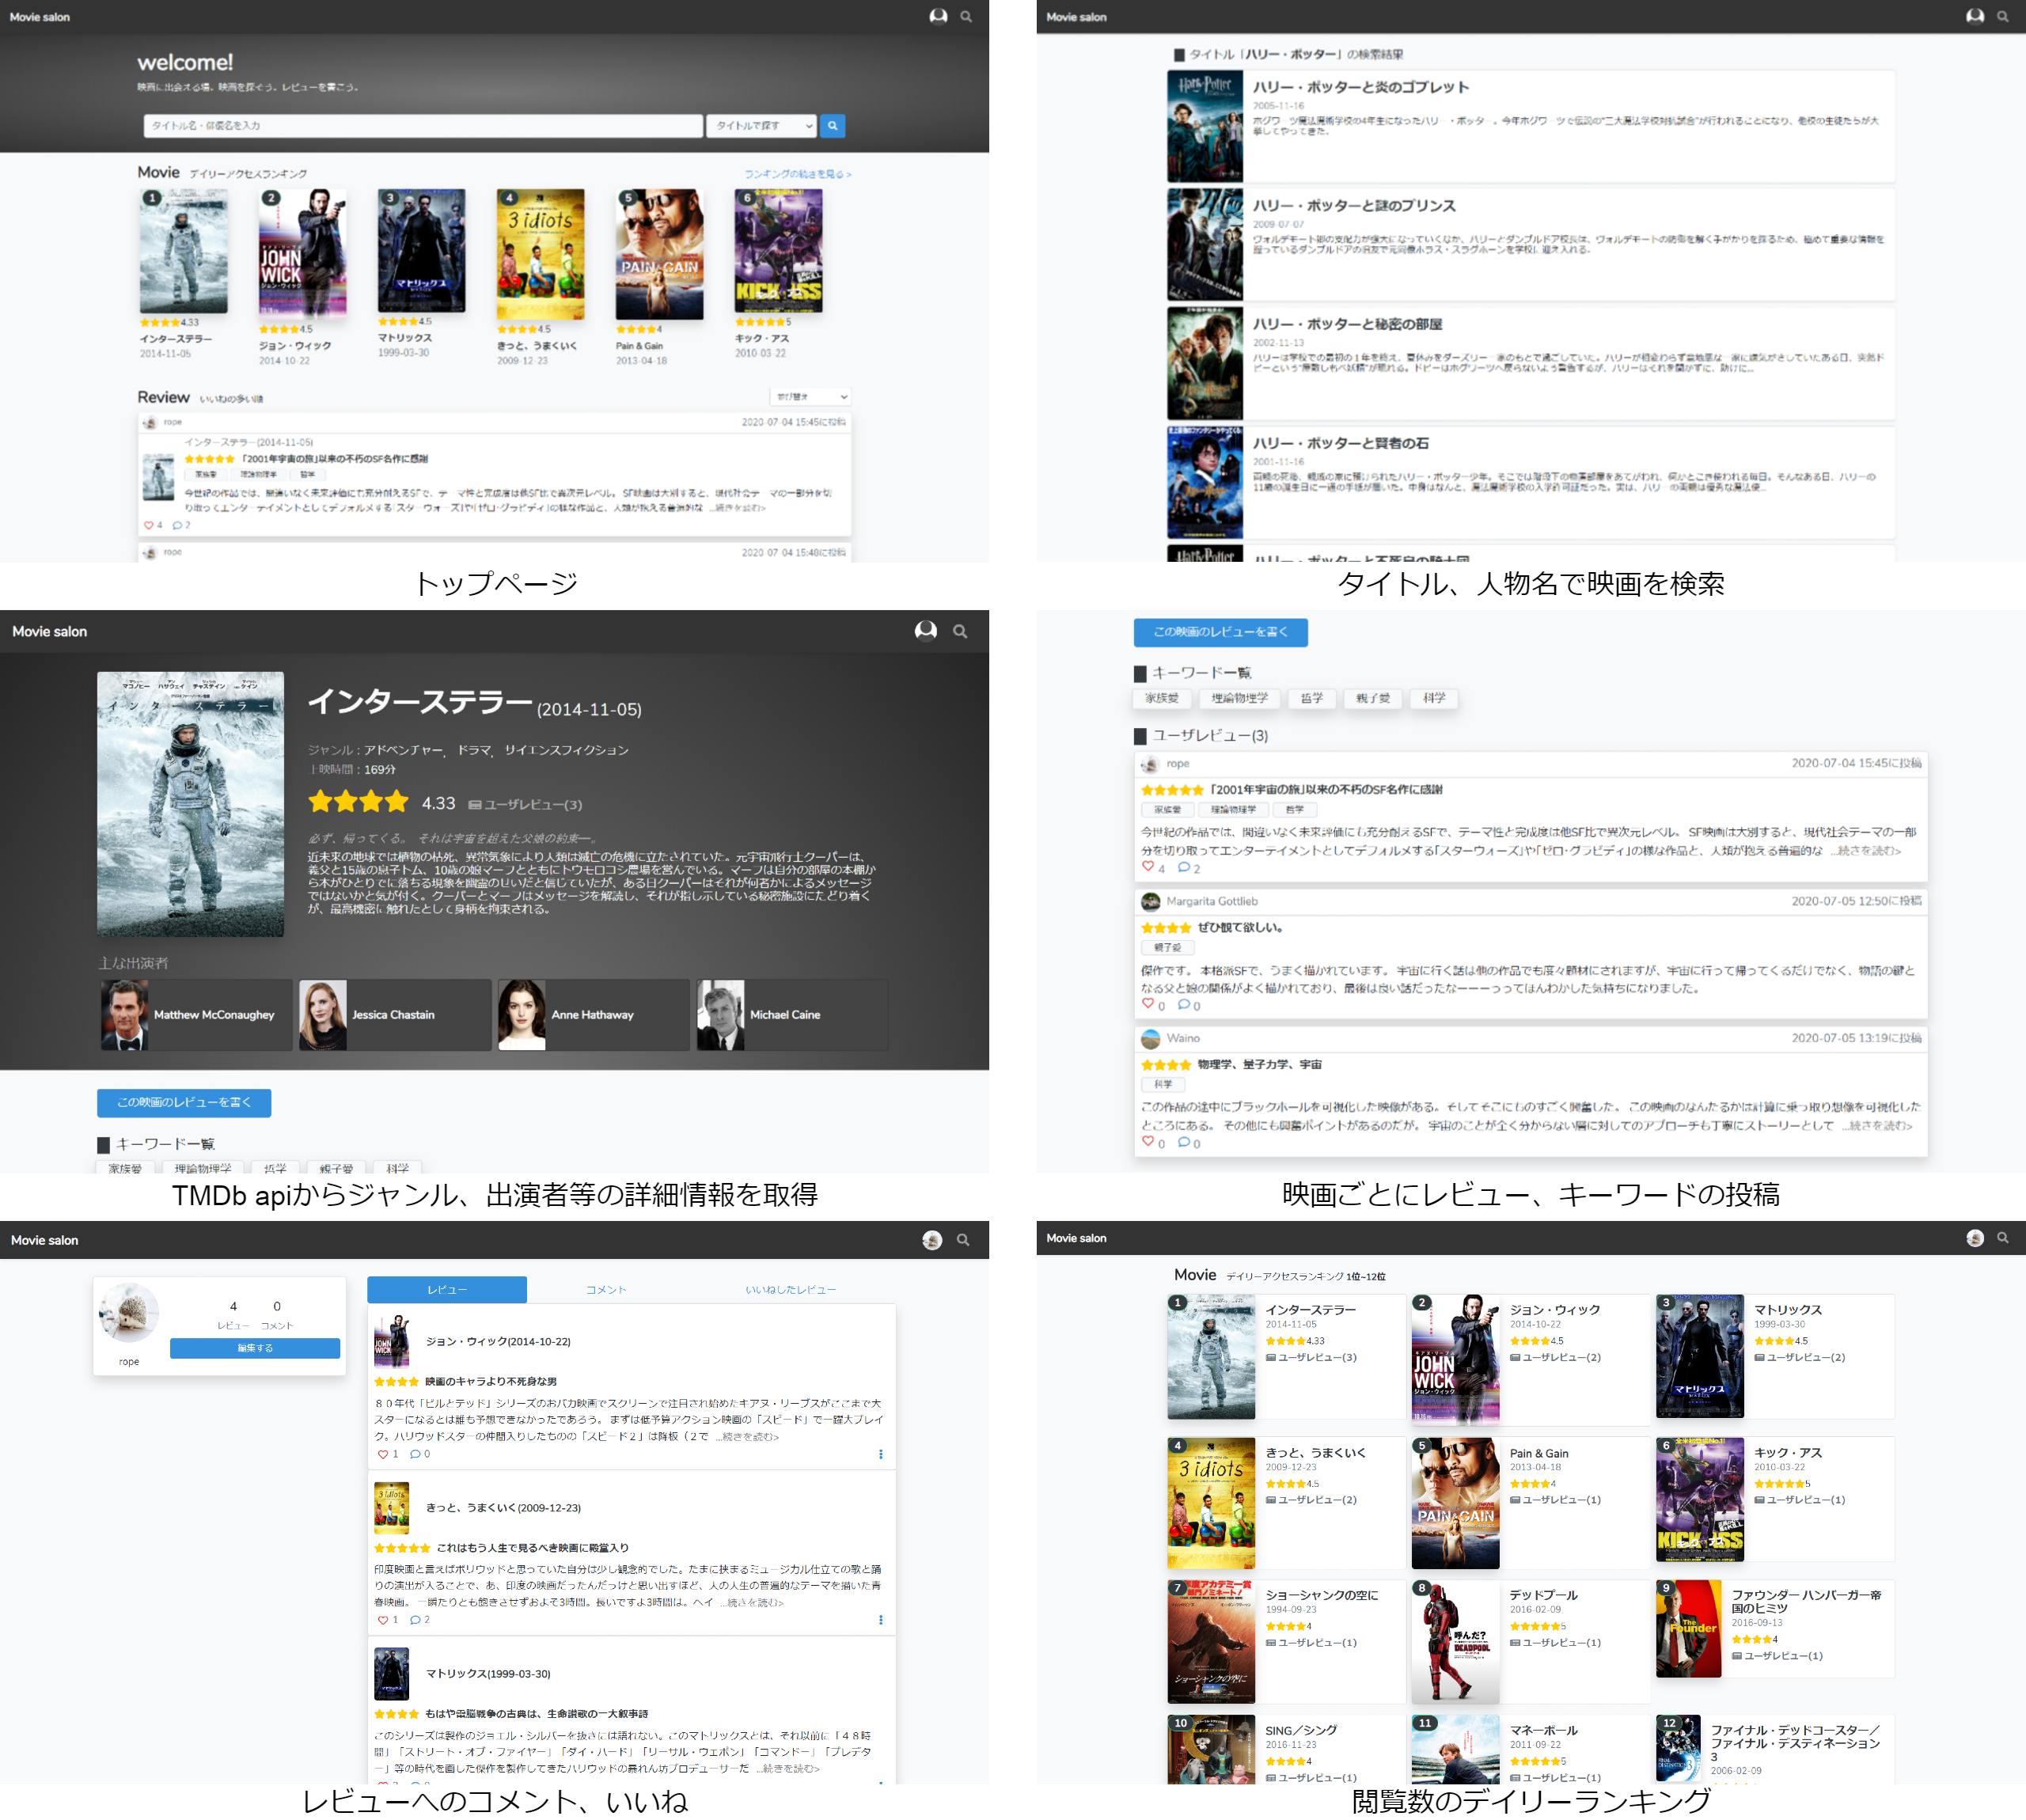 Movie salon
welcome!
映画に出会える場。映画を探そう。レビューを書こう。
タイトル名・俳優名を入力
タイトルで探す
Movie デイリーアクセスランキング
ランキングの続きを見る >
1
2
3
4
5
6
4.33
インターステラー
2014-11-05
4.5
ジョン・ウィック
2014-10-22
4.5
マトリックス
1999-03-30
4.5
きっと、うまくいく
2009-12-23
4
Pain & Gain
2013-04-18
5
キック・アス
2010-03-22
Review いいねの多い順
並び替え
rope
2020-07-04 15:45に投稿
インターステラー(2014-11-05)
「2001年宇宙の旅」以来の不朽のSF名作に感謝
家族愛 理論物理学 哲学
今世紀の作品では、間違いなく未来評価にも充分耐えるSFで、テーマ性と完成度は他SF比で異次元レベル。 SF映画は大別すると、現代社会テーマの一部分を切
り取ってエンターテイメントとしてデフォルメする「スターウォーズ」や「ゼロ・グラビディ」の様な作品と、人類が抱える普遍的な ...続きを読む>
4 2
rope
2020-07-04 15:48に投稿
トップページ
Movie salon
タイトル「ハリー・ポッター」の検索結果
ハリー・ポッターと炎のゴブレット
2005-11-16
ハリー・ポッターと謎のプリンス
2009-07-07
ハリー・ポッターと秘密の部屋
2002-11-13
ハリー・ポッターと賢者の石
2001-11-16
タイトル、人物名で映画を検索
Movie salon
インターステラー (2014-11-05)
ジャンル：アドベンチャー, ドラマ, サイエンスフィクション
上映時間：169分
4.33 ユーザレビュー(3)
必ず、帰ってくる。 それは宇宙を超えた父娘の約束―。
近未来の地球では植物の枯死、異常気象により人類は滅亡の危機に立たされていた。元宇宙飛行士クーパーは、
義父と15歳の息子トム、10歳の娘マーフとともにトウモロコシ農場を営んでいる。マーフは自分の部屋の本棚か
ら本がひとりでに落ちる現象を幽霊のせいだと信じていたが、ある日クーパーはそれが何者かによるメッセージ
ではないかと気が付く。クーパーとマーフはメッセージを解読し、それが指し示している秘密施設にたどり着く
が、最高機密に触れたとして身柄を拘束される。
主な出演者
Matthew McConaughey
Jessica Chastain
Anne Hathaway
Michael Caine
この映画のレビューを書く
キーワード一覧
家族愛 理論物理学 哲学 親子愛 科学
TMDb apiからジャンル、出演者等の詳細情報を取得
この映画のレビューを書く
キーワード一覧
家族愛 理論物理学 哲学 親子愛 科学
ユーザレビュー(3)
rope
2020-07-04 15:45に投稿
「2001年宇宙の旅」以来の不朽のSF名作に感謝
家族愛 理論物理学 哲学
今世紀の作品では、間違いなく未来評価にも充分耐えるSFで、テーマ性と完成度は他SF比で異次元レベル。 SF映画は大別すると、現代社会テーマの一部
分を切り取ってエンターテイメントとしてデフォルメする「スターウォーズ」や「ゼロ・グラビディ」の様な作品と、人類が抱える普遍的な ...続きを読む>
4 2
Margarita Gottlieb
2020-07-05 12:50に投稿
ぜひ観て欲しい。
親子愛
傑作です。 本格派SFで、うまく描かれています。 宇宙に行く話は他の作品でも度々題材にされますが、宇宙に行って帰ってくるだけでなく、物語の鍵と
なる父と娘の関係がよく描かれており、最後は良い話だったなーーーっってほんわかした気持ちになりました。
0 0
Waino
2020-07-05 13:19に投稿
物理学、量子力学、宇宙
科学
この作品の途中にブラックホールを可視化した映像がある。そしてそこにものすごく興奮した。 この映画のなんたるかは計算に乗っ取り想像を可視化した
ところにある。 その他にも興奮ポイントがあるのだが。 宇宙のことが全く分からない層に対してのアプローチも丁寧にストーリーとして ...続きを読む>
0 0
映画ごとにレビュー、キーワードの投稿
Movie salon
4 0
レビュー コメント
編集する
rope
レビュー コメント いいねしたレビュー
ジョン・ウィック(2014-10-22)
映画のキャラより不死身な男
８０年代「ビルとテッド」シリーズのおバカ映画でスクリーンで注目され始めたキアヌ・リーブスがここまで大
スターになるとは誰も予想できなかったであろう。 まずは低予算アクション映画の「スピード」で一躍大ブレイ
ク。ハリウッドスターの仲間入りしたものの「スピード２」は降板（２で ...続きを読む>
1 0
きっと、うまくいく(2009-12-23)
これはもう人生で見るべき映画に殿堂入り
印度映画と言えばボリウッドと思っていた自分は少し観念的でした。たまに挟まるミュージカル仕立ての歌と踊
りの演出が入ることで、あ、印度の映画だったんだっけと思い出すほど、人の人生の普遍的なテーマを描いた青
春映画。 一瞬たりとも飽きさせずおよそ3時間。長いですよ3時間は。ヘイ ...続きを読む>
1 2
マトリックス(1999-03-30)
もはや電脳戦争の古典は、生命讃歌の一大叙事詩
このシリーズは製作のジョエル・シルバーを抜きには語れない。このマトリックスとは、それ以前に「４８時
間」「ストリート・オブ・ファイヤー」「ダイ・ハード」「リーサル・ウェポン」「コマンドー」「プレデタ
ー」等の時代を画した傑作を製作してきたハリウッドの暴れん坊プロデューサーだ ...続きを読む>
レビューへのコメント、いいね
Movie salon
Movie デイリーアクセスランキング 1位~12位
1
インターステラー
2014-11-05
4.33
ユーザレビュー(3)
2
ジョン・ウィック
2014-10-22
4.5
ユーザレビュー(2)
3
マトリックス
1999-03-30
4.5
ユーザレビュー(2)
4
きっと、うまくいく
2009-12-23
4.5
ユーザレビュー(2)
5
Pain & Gain
2013-04-18
4
ユーザレビュー(1)
6
キック・アス
2010-03-22
5
ユーザレビュー(1)
7
ショーシャンクの空に
1994-09-23
4
ユーザレビュー(1)
8
デッドプール
2016-02-09
5
ユーザレビュー(1)
9
ファウンダー ハンバーガー帝
国のヒミツ
2016-09-13
4
ユーザレビュー(1)
10
SING／シング
2016-11-23
4
ユーザレビュー(1)
11
マネーボール
2011-09-22
5
ユーザレビュー(1)
12
ファイナル・デッドコースター／
ファイナル・デスティネーション
3
2006-02-09
閲覧数のデイリーランキング